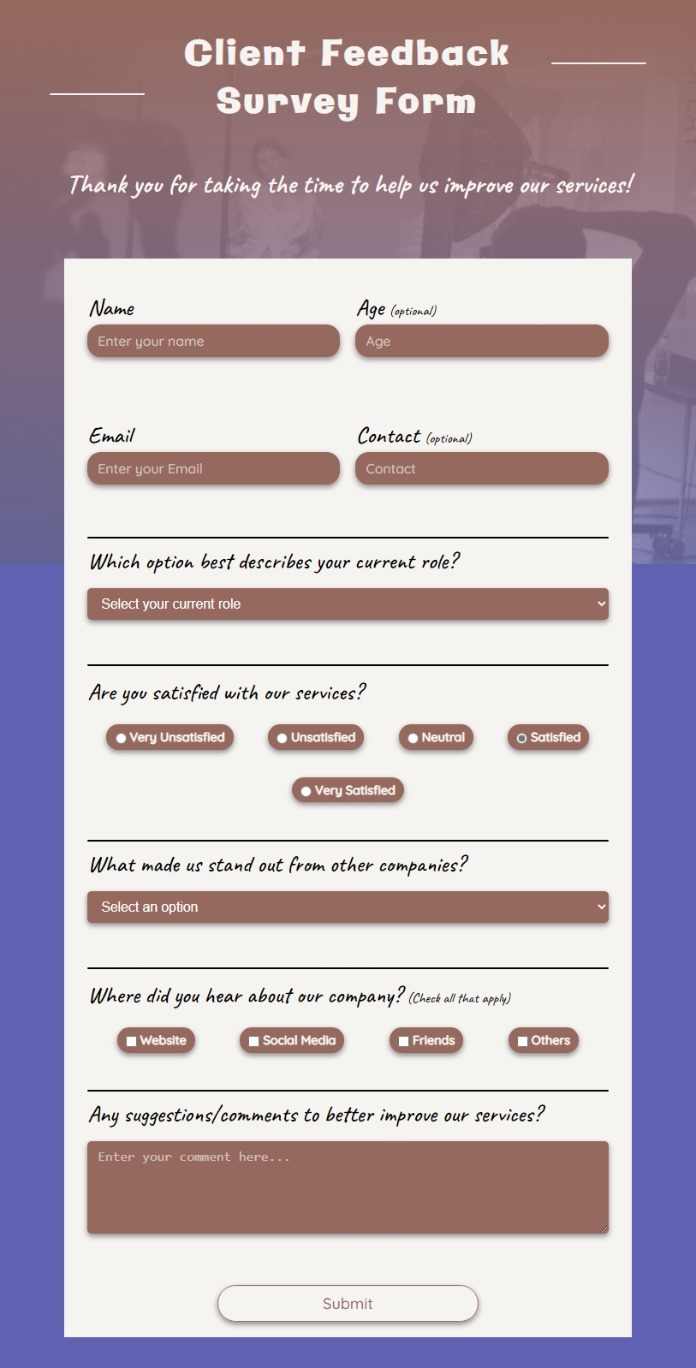 Client Feedback
Survey Form
Thank you for taking the time to help us improve our services!
Name
Age (optional)
Enter your name
Age
Email
Contact (optional)
Enter your Email
Contact
Which option best describes your current role?
Select your current role
Are you satisfied with our services?
Very Unsatisfied
Unsatisfied
Neutral
Satisfied
Very Satisfied
What made us stand out from other companies?
Select an option
Where did you hear about our company? (Check all that apply)
Website
Social Media
Friends
Others
Any suggestions/comments to better improve our services?
Enter your comment here...
Submit